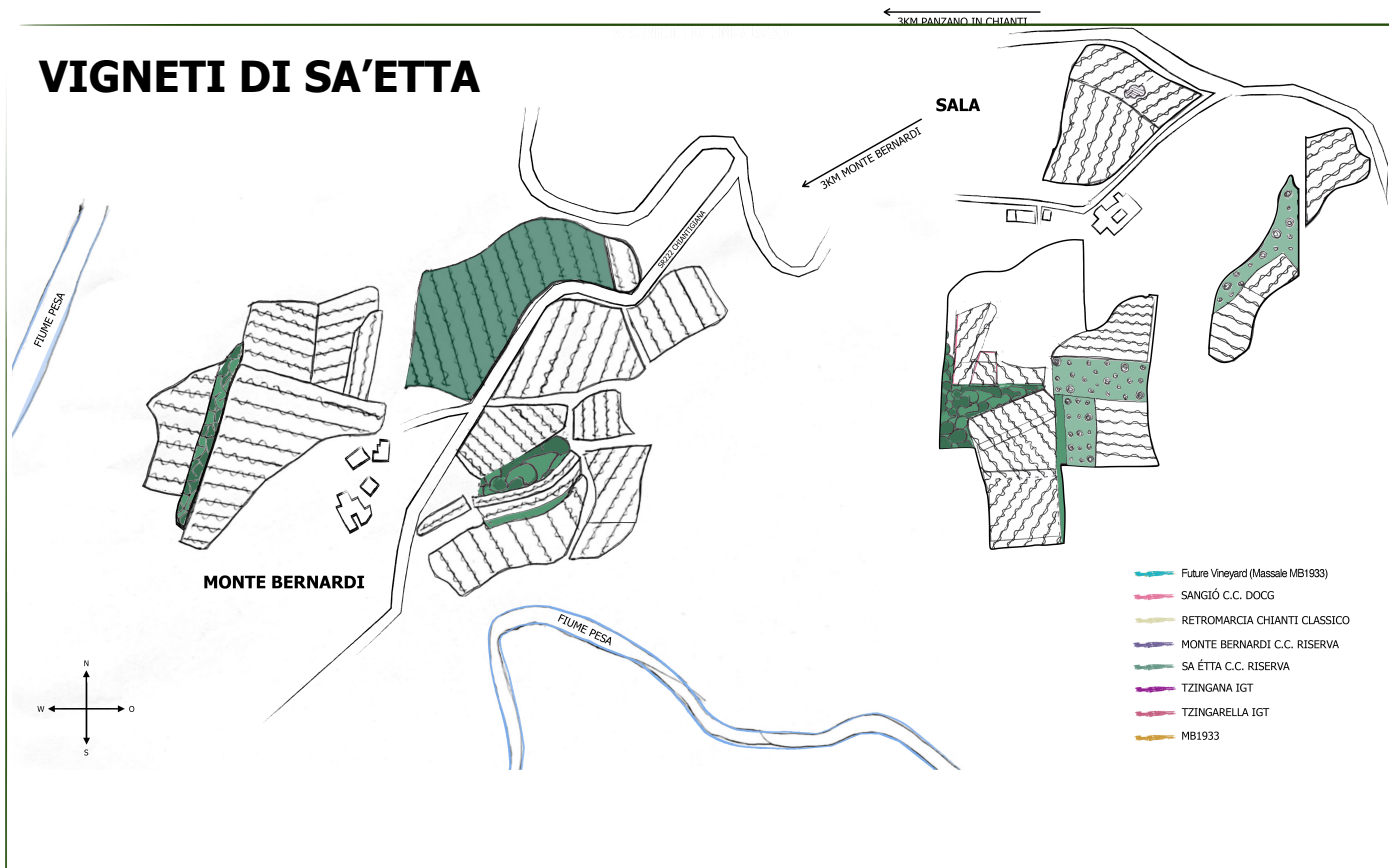 3KM PANZANO IN CHIANTI
VIGNETI DI SA'ETTA
SALA
3KM MONTE BERNARDI
SR222 CHIANTIGIANA
FIUME PESA
MONTE BERNARDI
FIUME PESA
Future Vineyard (Massale MB1933)
SANGIÓ C.C. DOCG
RETROMARCIA CHIANTI CLASSICO
MONTE BERNARDI C.C. RISERVA
SA ÉTTA C.C. RISERVA
TZINGANA IGT
TZINGARELLA IGT
MB1933
N
W O
S